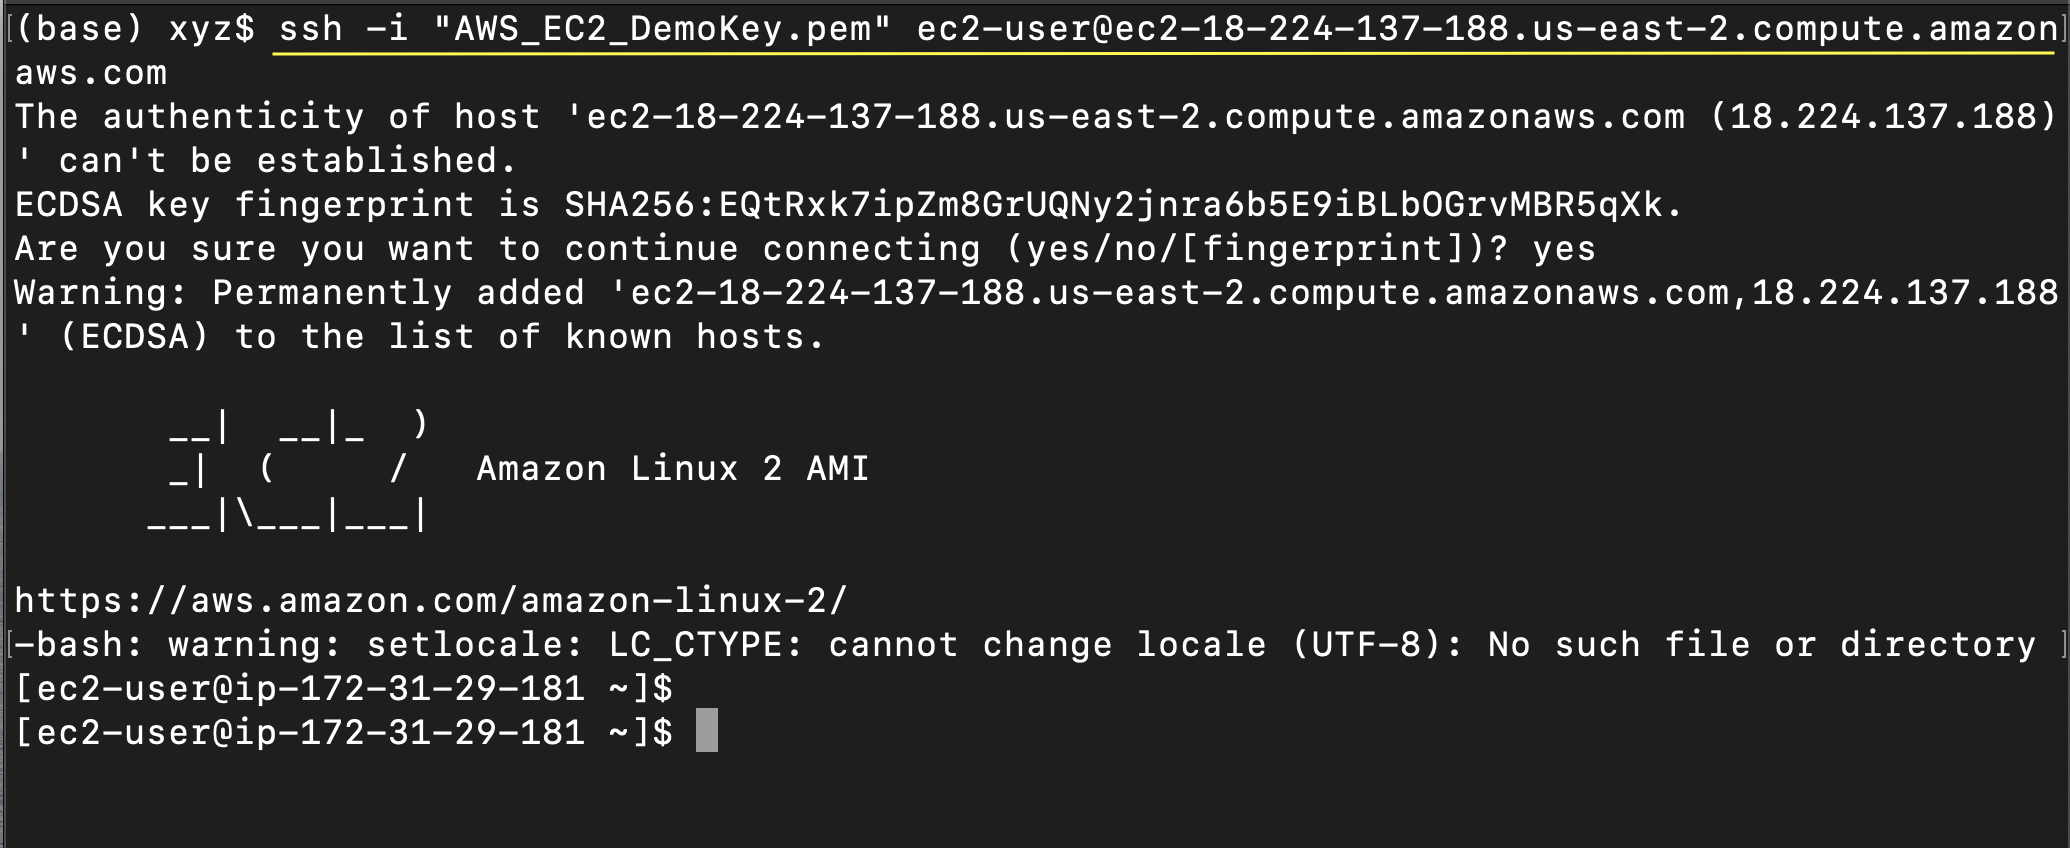 (base) xyz$ ssh -i "AWS_EC2_DemoKey.pem" ec2-user@ec2-18-224-137-188.us-east-2.compute.amazon
aws.com
The authenticity of host 'ec2-18-224-137-188.us-east-2.compute.amazonaws.com (18.224.137.188)
' can't be established.
ECDSA key fingerprint is SHA256:EQtRxk7ipZm8GrUQNy2jnra6b5E9iBLbOGrvMBR5qXk.
Are you sure you want to continue connecting (yes/no/[fingerprint])? yes
Warning: Permanently added 'ec2-18-224-137-188.us-east-2.compute.amazonaws.com,18.224.137.188
' (ECDSA) to the list of known hosts.

       __|  __|_  )
       _|  (     /   Amazon Linux 2 AMI
      ___|\___|___|

https://aws.amazon.com/amazon-linux-2/
-bash: warning: setlocale: LC_CTYPE: cannot change locale (UTF-8): No such file or directory
[ec2-user@ip-172-31-29-181 ~]$
[ec2-user@ip-172-31-29-181 ~]$